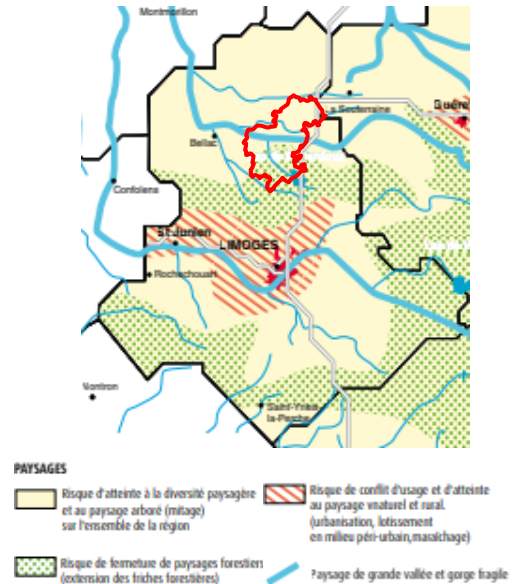 Montmorillon
Souterraine
Guéret
Bellac
Confolens
St Junien
LIMOGES
Rochechouart
Nontron
Saint-Yrieix-
la-Perche
PAYSAGES
Risque d'atteinte à la diversité paysagère
et au paysage arboré (mitage)
sur l'ensemble de la région
Risque de conflit d'usage et d'atteinte
au paysage vnaturel et rural.
(urbanisation, lotissement
en milieu péri-urbain, maraîchage)
Risque de fermeture de paysages forestiers
(extension des friches forestières)
Paysage de grande vallée et gorge fragile